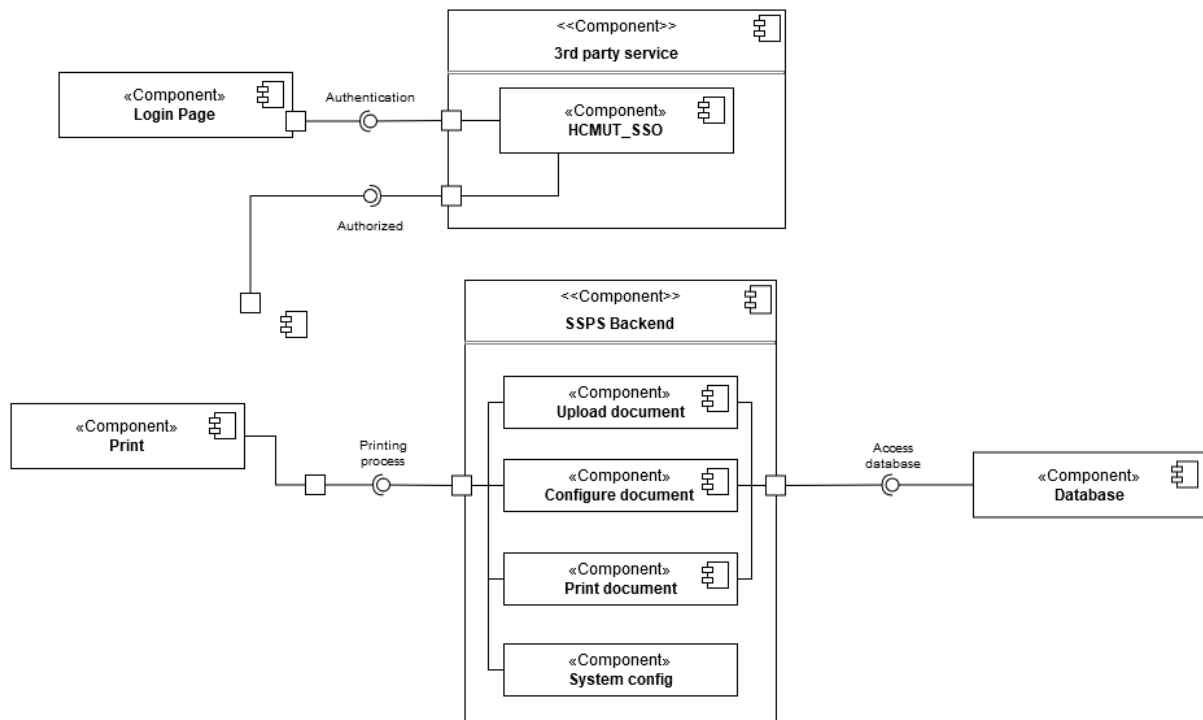 <<Component>>
3rd party service
«Component»
Login Page
Authentication
«Component»
HCMUT_SSO
Authorized
<<Component>>
SSPS Backend
«Component»
Upload document
«Component»
Print
Printing
process
«Component»
Configure document
Access
database
«Component»
Database
«Component»
Print document
«Component»
System config